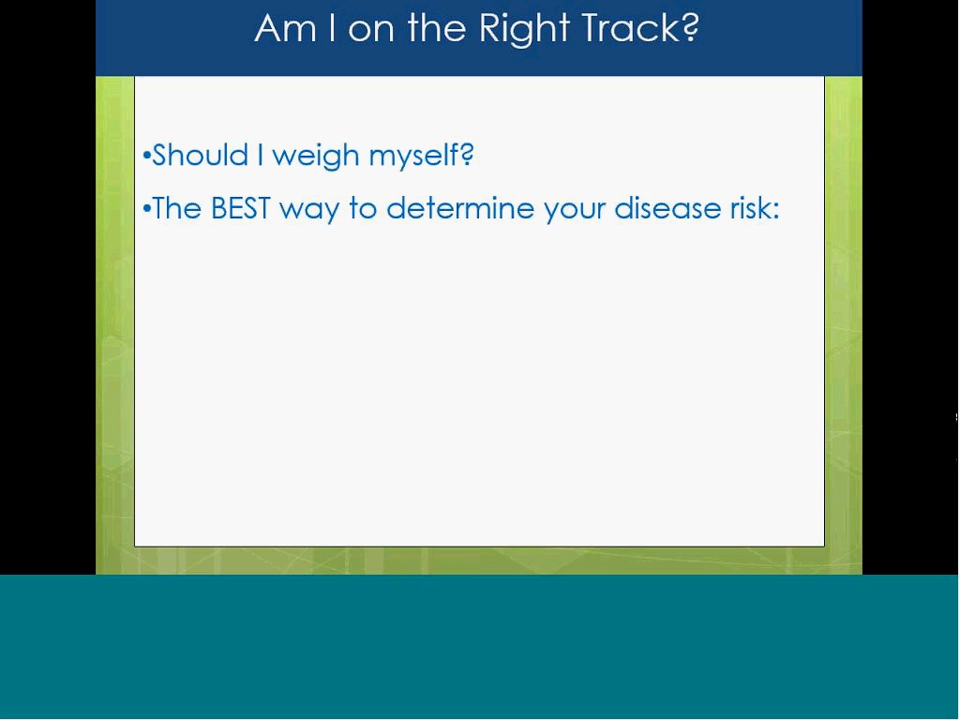 Am I on the Right Track?
•Should I weigh myself?
•The BEST way to determine your disease risk: